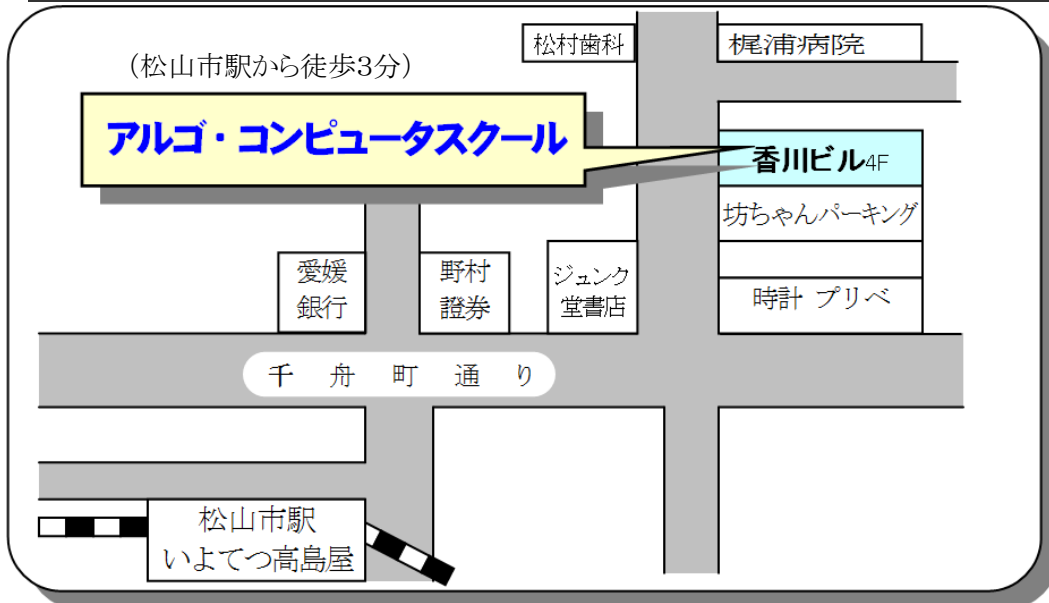 松村歯科
梶浦病院
（松山市駅から徒歩3分）
アルゴ・コンピュータスクール
香川ビル4F
坊ちゃんパーキング
愛媛
銀行
野村
證券
ジュンク
堂書店
時計 プリベ
千舟町通り
松山市駅
いよてつ高島屋